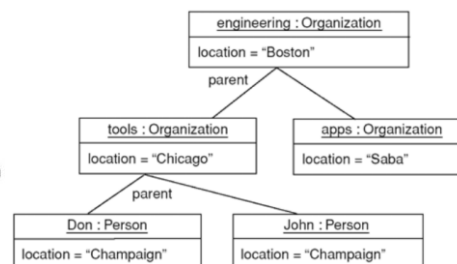 engineering : Organization
location = “Boston”
parent
tools : Organization
apps : Organization
location = “Chicago”
location = “Saba”
parent
Don : Person
John : Person
location = “Champaign”
location = “Champaign”